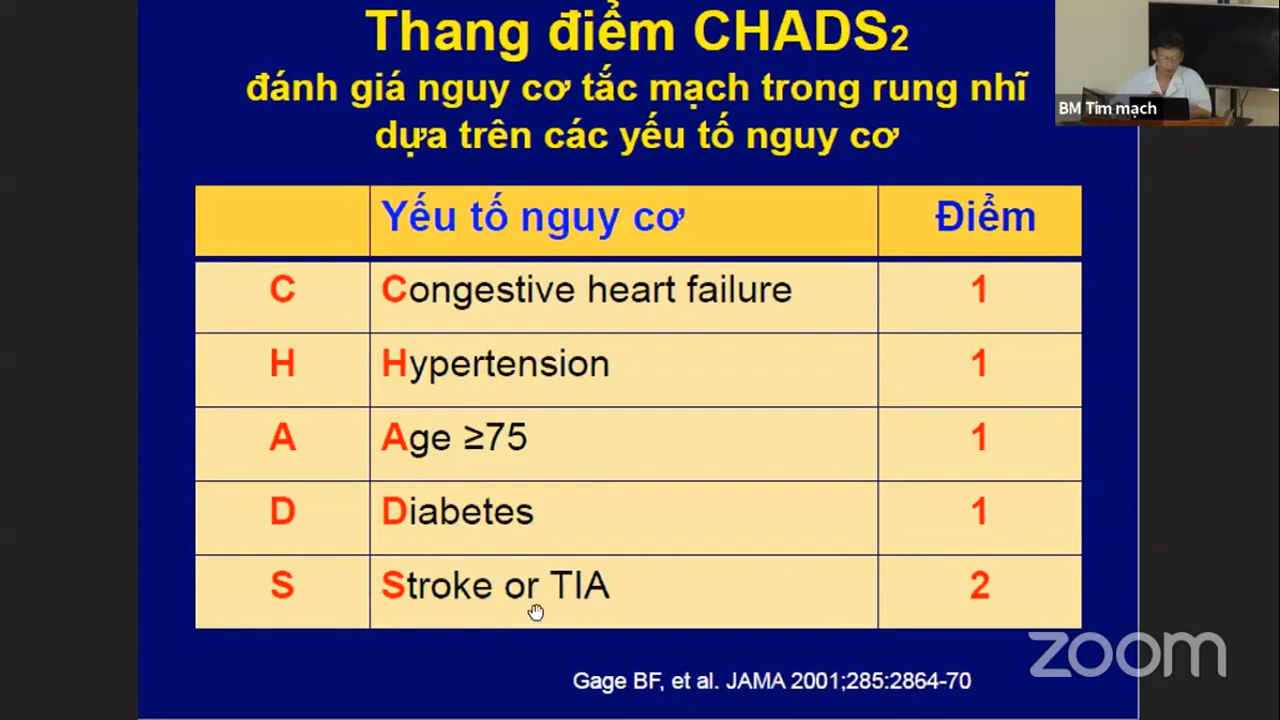 Thang điểm CHADS2
đánh giá nguy cơ tắc mạch trong rung nhĩ
dựa trên các yếu tố nguy cơ
BM Tim mạch
Yếu tố nguy cơ Điểm
C Congestive heart failure 1
H Hypertension 1
A Age ≥75 1
D Diabetes 1
S Stroke or TIA 2
zoom
Gage BF, et al. JAMA 2001;285:2864-70